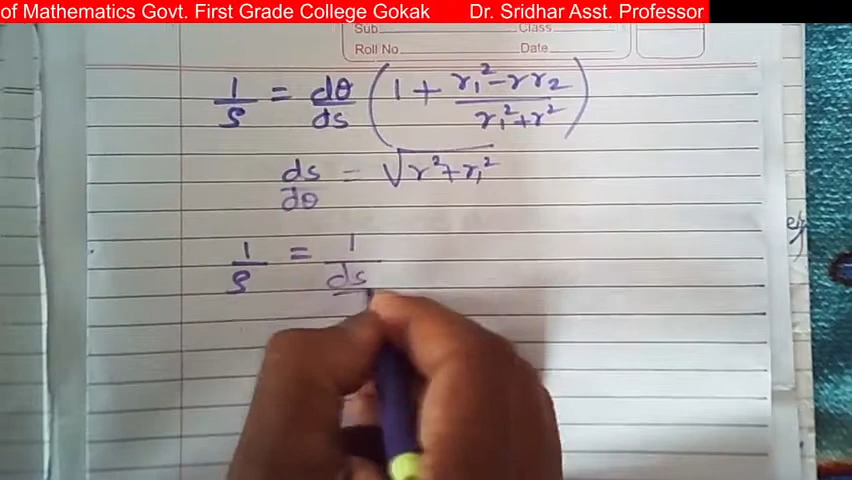 of Mathematics Govt. First Grade College Gokak Dr. Sridhar Asst. Professor
Sub Class
Roll No Date
1/ρ = dθ/ds (1 + (r₁² - r r₂)/(r₁² + r²))
ds/dθ = √(r² + r₁²)
1/ρ = 1/ds